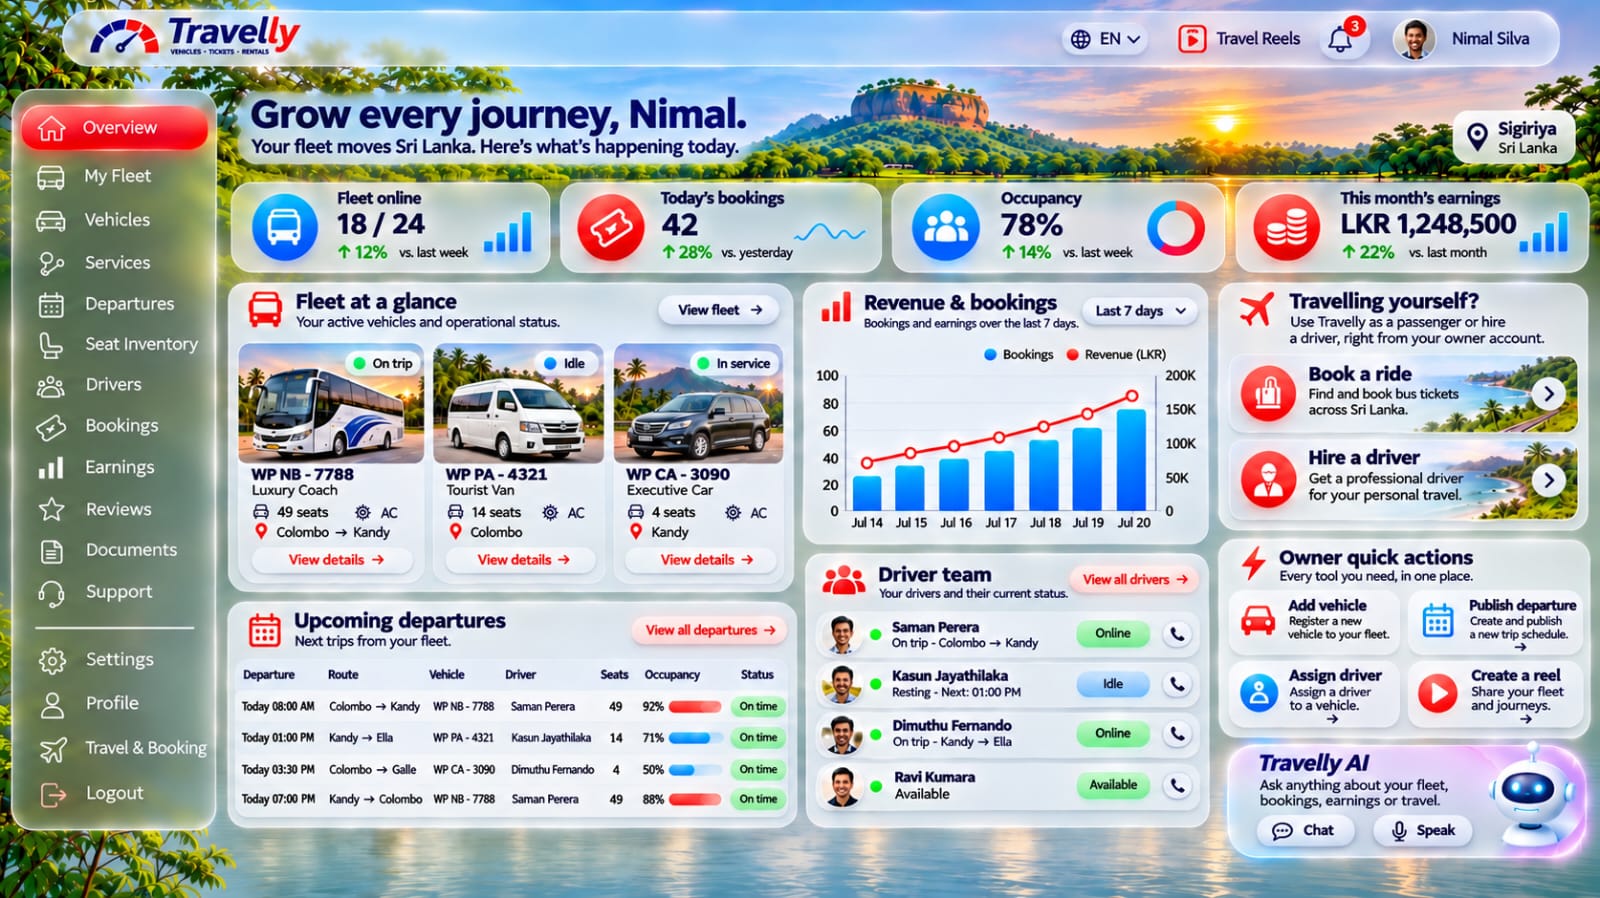 Travelly
VEHICLES • TICKETS • RENTALS
EN
Travel Reels
3
Nimal Silva
Overview
My Fleet
Vehicles
Services
Departures
Seat Inventory
Drivers
Bookings
Earnings
Reviews
Documents
Support
Settings
Profile
Travel & Booking
Logout
Grow every journey, Nimal.
Your fleet moves Sri Lanka. Here's what's happening today.
Sigiriya
Sri Lanka
Fleet online
18 / 24
↑ 12% vs. last week
Today's bookings
42
↑ 28% vs. yesterday
Occupancy
78%
↑ 14% vs. last week
This month's earnings
LKR 1,248,500
↑ 22% vs. last month
Fleet at a glance
Your active vehicles and operational status.
View fleet →
On trip
WP NB - 7788
Luxury Coach
49 seats AC
Colombo → Kandy
View details →
Idle
WP PA - 4321
Tourist Van
14 seats AC
Colombo
View details →
In service
WP CA - 3090
Executive Car
4 seats AC
Kandy
View details →
Revenue & bookings
Bookings and earnings over the last 7 days.
Last 7 days
Bookings Revenue (LKR)
100 200K
80 150K
60 100K
40 50K
20
0 0
Jul 14 Jul 15 Jul 16 Jul 17 Jul 18 Jul 19 Jul 20
Travelling yourself?
Use Travelly as a passenger or hire
a driver, right from your owner account.
Book a ride
Find and book bus tickets
across Sri Lanka.
Hire a driver
Get a professional driver
for your personal travel.
Upcoming departures
Next trips from your fleet.
View all departures →
Departure Route Vehicle Driver Seats Occupancy Status
Today 08:00 AM Colombo → Kandy WP NB - 7788 Saman Perera 49 92% On time
Today 01:00 PM Kandy → Ella WP PA - 4321 Kasun Jayathilaka 14 71% On time
Today 03:30 PM Colombo → Galle WP CA - 3090 Dimuthu Fernando 4 50% On time
Today 07:00 PM Kandy → Colombo WP NB - 7788 Saman Perera 49 88% On time
Driver team
Your drivers and their current status.
View all drivers →
Saman Perera
On trip - Colombo → Kandy
Online
Kasun Jayathilaka
Resting - Next: 01:00 PM
Idle
Dimuthu Fernando
On trip - Kandy → Ella
Online
Ravi Kumara
Available
Available
Owner quick actions
Every tool you need, in one place.
Add vehicle
Register a new
vehicle to your fleet.
Publish departure
Create and publish
a new trip schedule.
→
Assign driver
Assign a driver
to a vehicle.
→
Create a reel
Share your fleet
and journeys.
→
Travelly AI
Ask anything about your fleet,
bookings, earnings or travel.
Chat
Speak